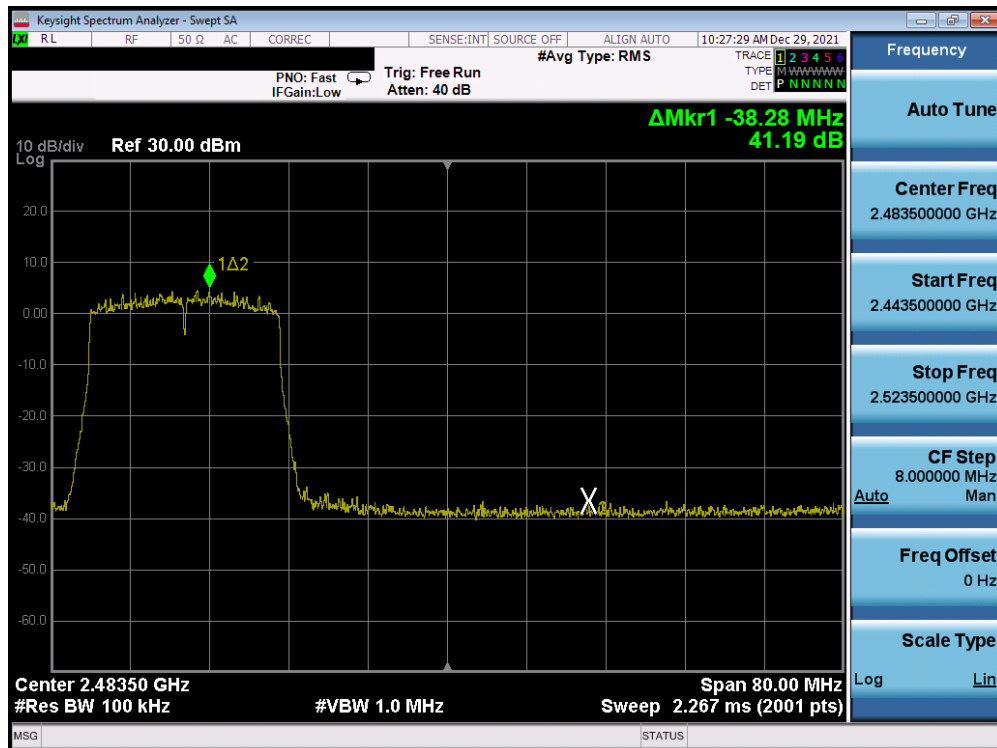 Keysight Spectrum Analyzer - Swept SA
LXI RL RF 50 Ω AC CORREC SENSE:INT SOURCE OFF ALIGN AUTO 10:27:29 AM Dec 29, 2021
#Avg Type: RMS TRACE 1 2 3 4 5 6
PNO: Fast Trig: Free Run TYPE M WWWWW
IFGain:Low Atten: 40 dB DET P N N N N N
ΔMkr1 -38.28 MHz
41.19 dB
10 dB/div Ref 30.00 dBm
Log
20.0
10.0
1Δ2
0.00
-10.0
-20.0
-30.0
X2
-40.0
-50.0
-60.0
Center 2.48350 GHz Span 80.00 MHz
#Res BW 100 kHz #VBW 1.0 MHz Sweep 2.267 ms (2001 pts)
MSG STATUS
Frequency
Auto Tune
Center Freq
2.483500000 GHz
Start Freq
2.443500000 GHz
Stop Freq
2.523500000 GHz
CF Step
8.000000 MHz
Auto Man
Freq Offset
0 Hz
Scale Type
Log Lin